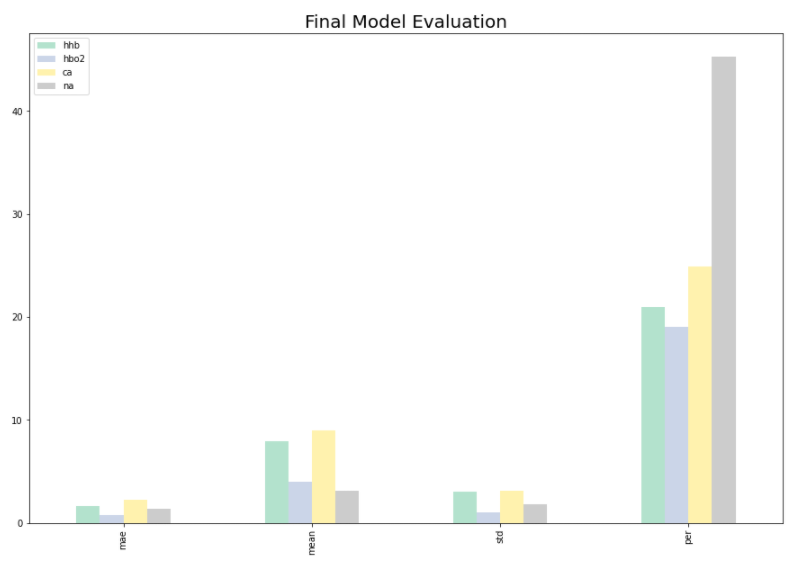 Final Model Evaluation
hhb
hbo2
ca
na
40
30
20
10
0
mae
mean
std
per